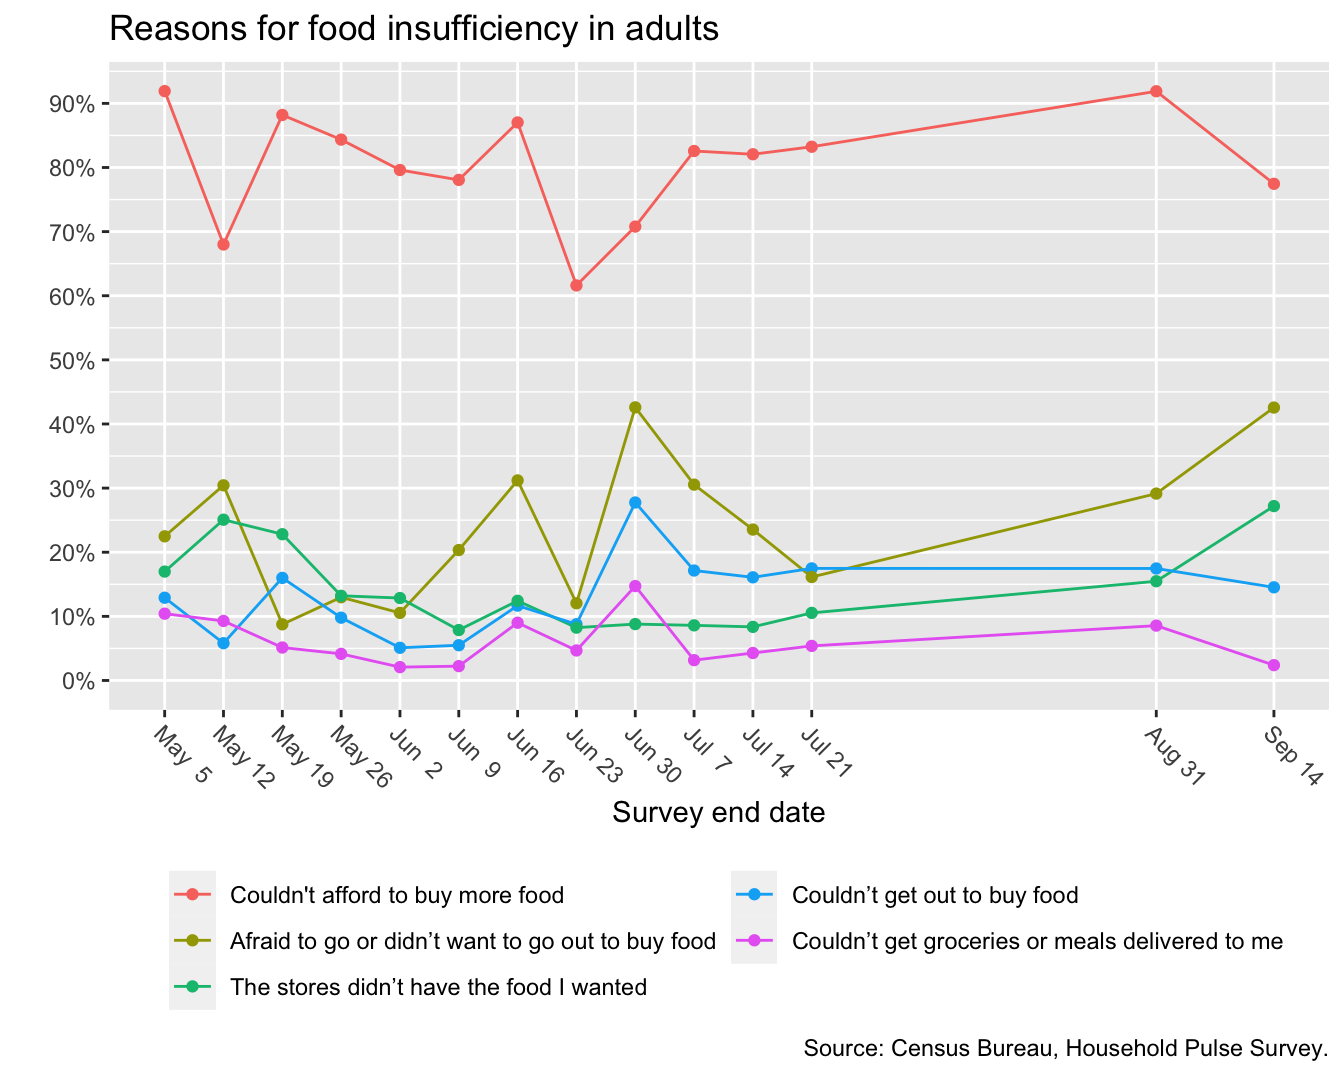 Reasons for food insufficiency in adults
90%
80%
70%
60%
50%
40%
30%
20%
10%
0%
May 5
May 12
May 19
May 26
Jun 2
Jun 9
Jun 16
Jun 23
Jun 30
Jul 7
Jul 14
Jul 21
Aug 31
Sep 14
Survey end date
Couldn't afford to buy more food
Afraid to go or didn’t want to go out to buy food
The stores didn’t have the food I wanted
Couldn’t get out to buy food
Couldn’t get groceries or meals delivered to me
Source: Census Bureau, Household Pulse Survey.